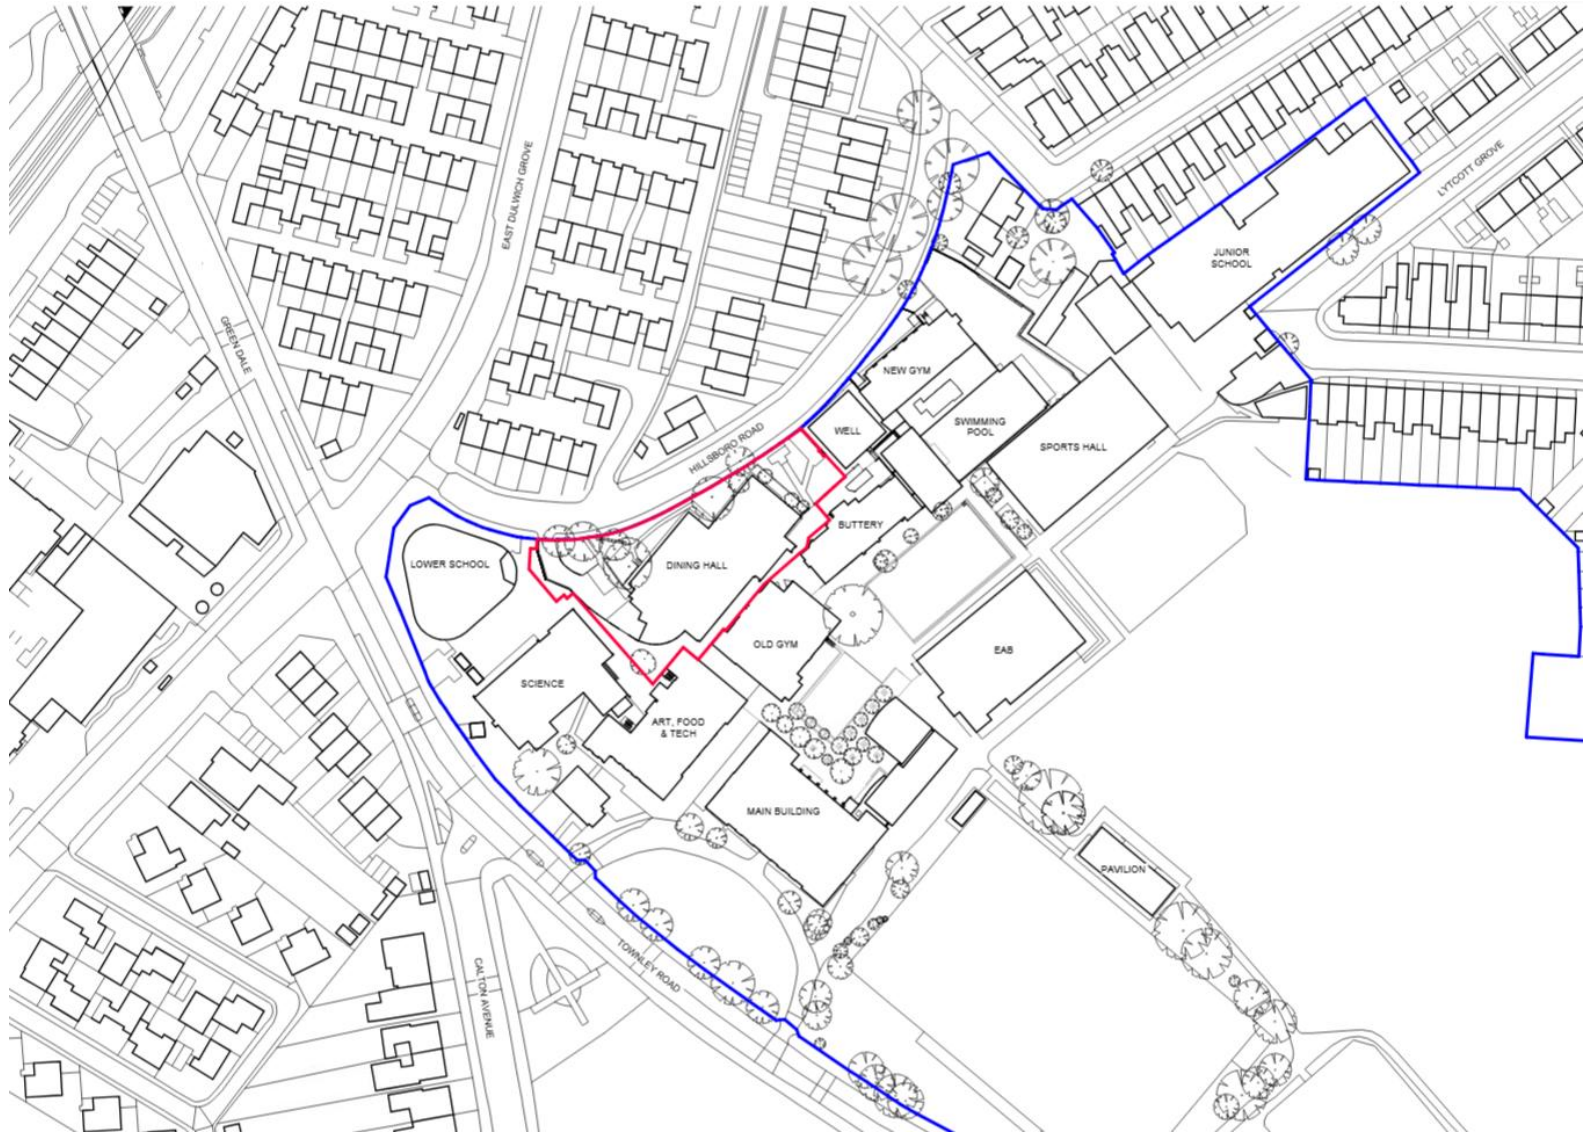 EAST DULWICH GROVE
LYTCOTT GROVE
JUNIOR
SCHOOL
GREEN DALE
NEW GYM
HILLSBORO ROAD
WELL
SWIMMING
POOL
SPORTS HALL
BUTTERY
LOWER SCHOOL
DINING HALL
OLD GYM
EAB
SCIENCE
ART, FOOD
& TECH
MAIN BUILDING
PAVILION
TOWNLEY ROAD
CALTON AVENUE